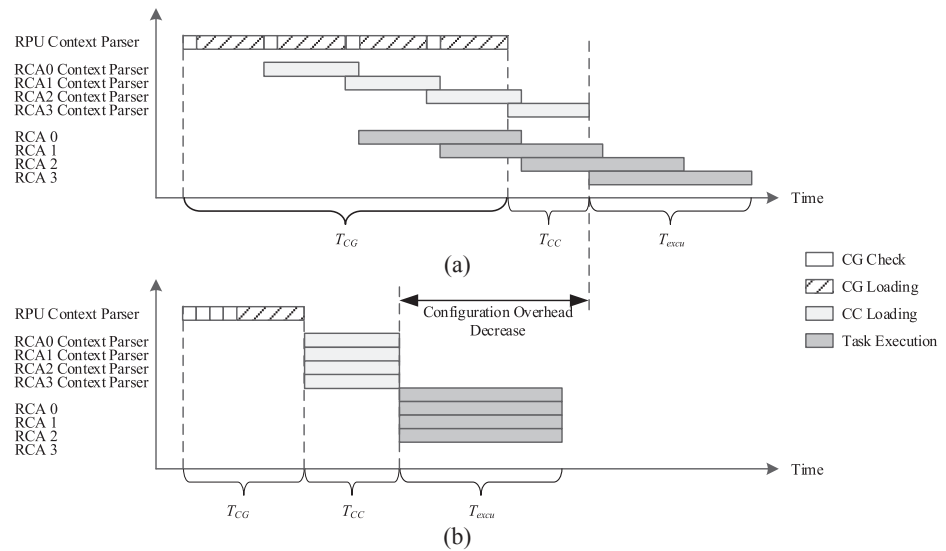 RPU Context Parser
RCA0 Context Parser
RCA1 Context Parser
RCA2 Context Parser
RCA3 Context Parser
RCA 0
RCA 1
RCA 2
RCA 3
Time
T_CG
T_CC
T_excu
(a)
CG Check
CG Loading
CC Loading
Task Execution
RPU Context Parser
Configuration Overhead
Decrease
RCA0 Context Parser
RCA1 Context Parser
RCA2 Context Parser
RCA3 Context Parser
RCA 0
RCA 1
RCA 2
RCA 3
Time
T_CG
T_CC
T_excu
(b)